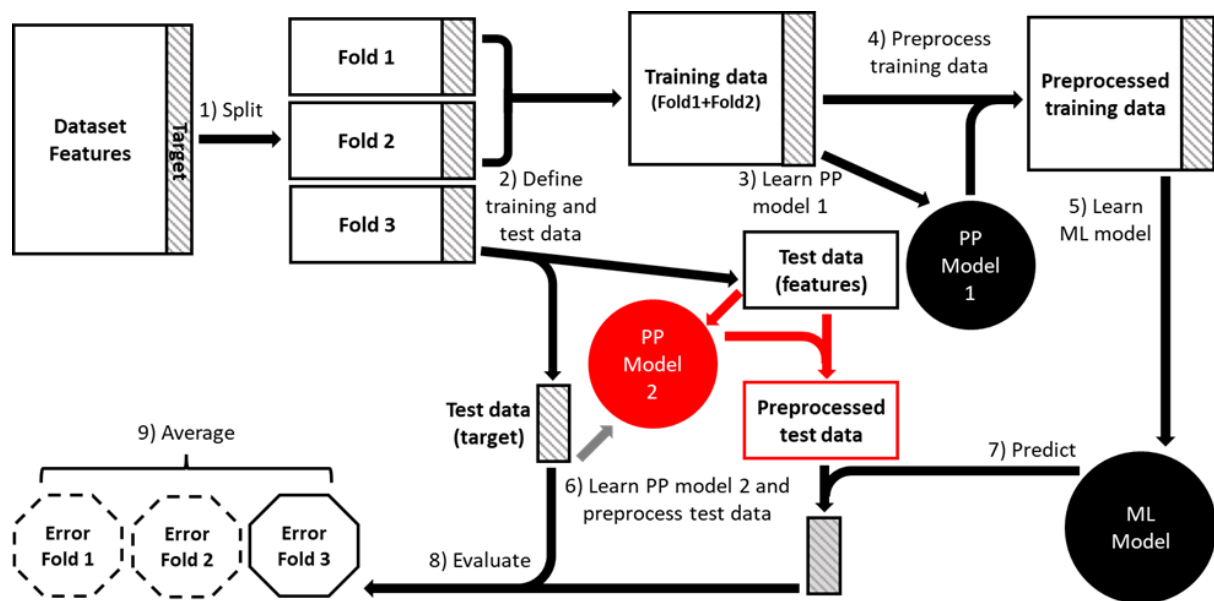 Dataset
Features
Target
1) Split
Fold 1
Fold 2
Fold 3
2) Define
training and
test data
Training data
(Fold1+Fold2)
3) Learn PP
model 1
4) Preprocess
training data
PP
Model
1
Preprocessed
training data
5) Learn
ML model
Test data
(features)
PP
Model
2
Preprocessed
test data
Test data
(target)
6) Learn PP model 2 and
preprocess test data
7) Predict
ML
Model
8) Evaluate
9) Average
Error
Fold 1
Error
Fold 2
Error
Fold 3